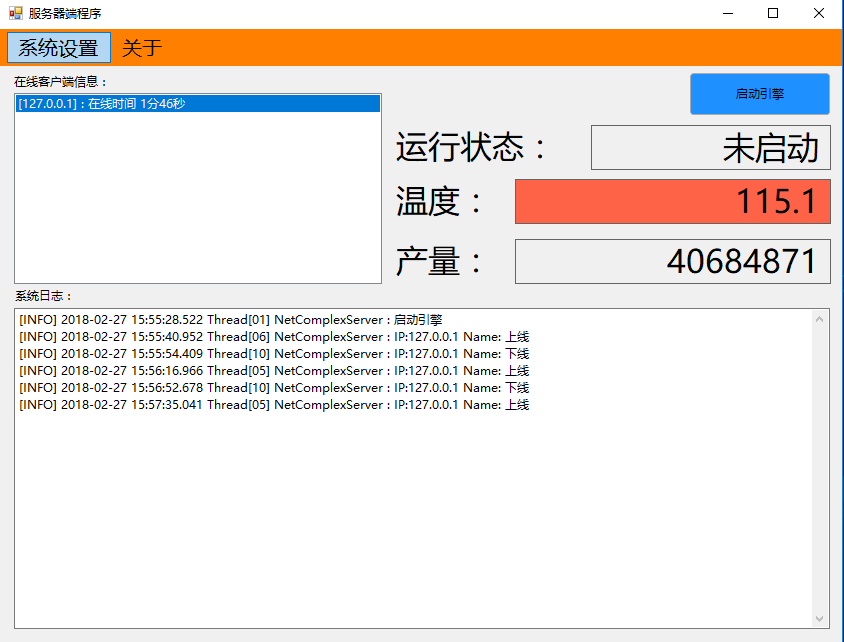 服务器端程序
系统设置 关于
在线客户端信息：
启动引擎
[127.0.0.1] : 在线时间 1分46秒
运行状态： 未启动
温度： 115.1
产量： 40684871
系统日志：
[INFO] 2018-02-27 15:55:28.522 Thread[01] NetComplexServer : 启动引擎
[INFO] 2018-02-27 15:55:40.952 Thread[06] NetComplexServer : IP:127.0.0.1 Name: 上线
[INFO] 2018-02-27 15:55:54.409 Thread[10] NetComplexServer : IP:127.0.0.1 Name: 下线
[INFO] 2018-02-27 15:56:16.966 Thread[05] NetComplexServer : IP:127.0.0.1 Name: 上线
[INFO] 2018-02-27 15:56:52.678 Thread[10] NetComplexServer : IP:127.0.0.1 Name: 下线
[INFO] 2018-02-27 15:57:35.041 Thread[05] NetComplexServer : IP:127.0.0.1 Name: 上线